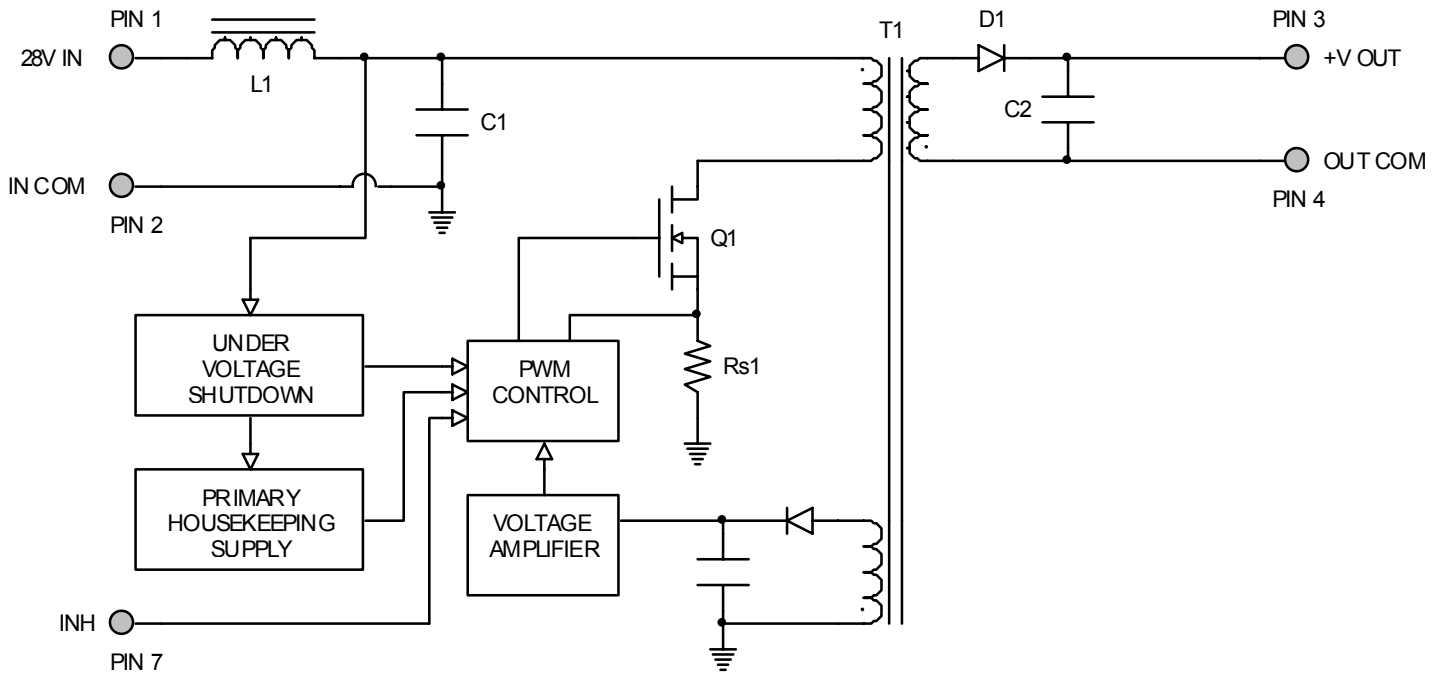 PIN 1
28V IN
L1
C1
IN COM
PIN 2
T1
D1
PIN 3
+V OUT
C2
OUT COM
PIN 4
Q1
UNDER
VOLTAGE
SHUTDOWN
PWM
CONTROL
Rs1
PRIMARY
HOUSEKEEPING
SUPPLY
VOLTAGE
AMPLIFIER
INH
PIN 7